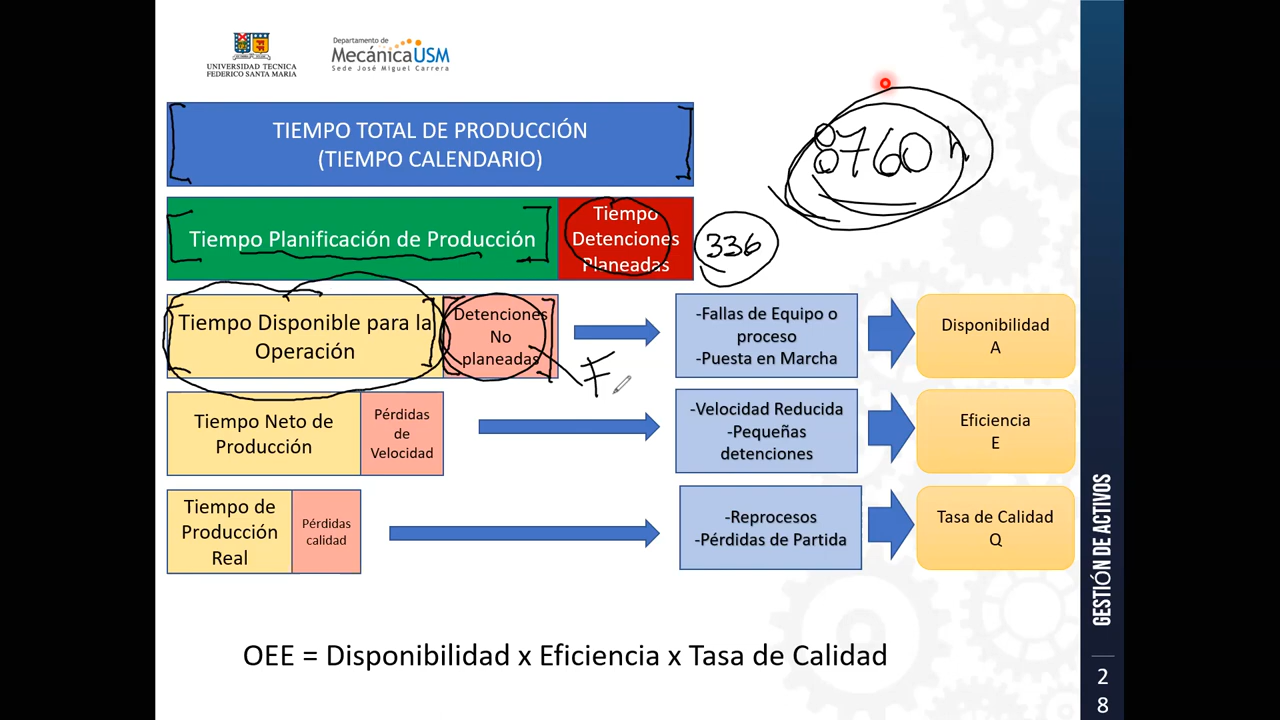 UNIVERSIDAD TECNICA
FEDERICO SANTA MARIA
Departamento de
MecánicaUSM
Sede José Miguel Carrera
TIEMPO TOTAL DE PRODUCCIÓN
(TIEMPO CALENDARIO)
8760 h
Tiempo Planificación de Producción
Tiempo
Detenciones
Planeadas
336
Tiempo Disponible para la
Operación
Detenciones
No
planeadas
F
-Fallas de Equipo o
proceso
-Puesta en Marcha
Disponibilidad
A
Tiempo Neto de
Producción
Pérdidas
de
Velocidad
-Velocidad Reducida
-Pequeñas
detenciones
Eficiencia
E
Tiempo de
Producción
Real
Pérdidas
calidad
-Reprocesos
-Pérdidas de Partida
Tasa de Calidad
Q
OEE = Disponibilidad x Eficiencia x Tasa de Calidad
GESTIÓN DE ACTIVOS
2
8